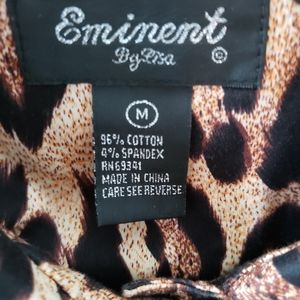 Eminent
By Lisa ©
M
96% COTTON
4% SPANDEX
RN69341
MADE IN CHINA
CARE SEE REVERSE